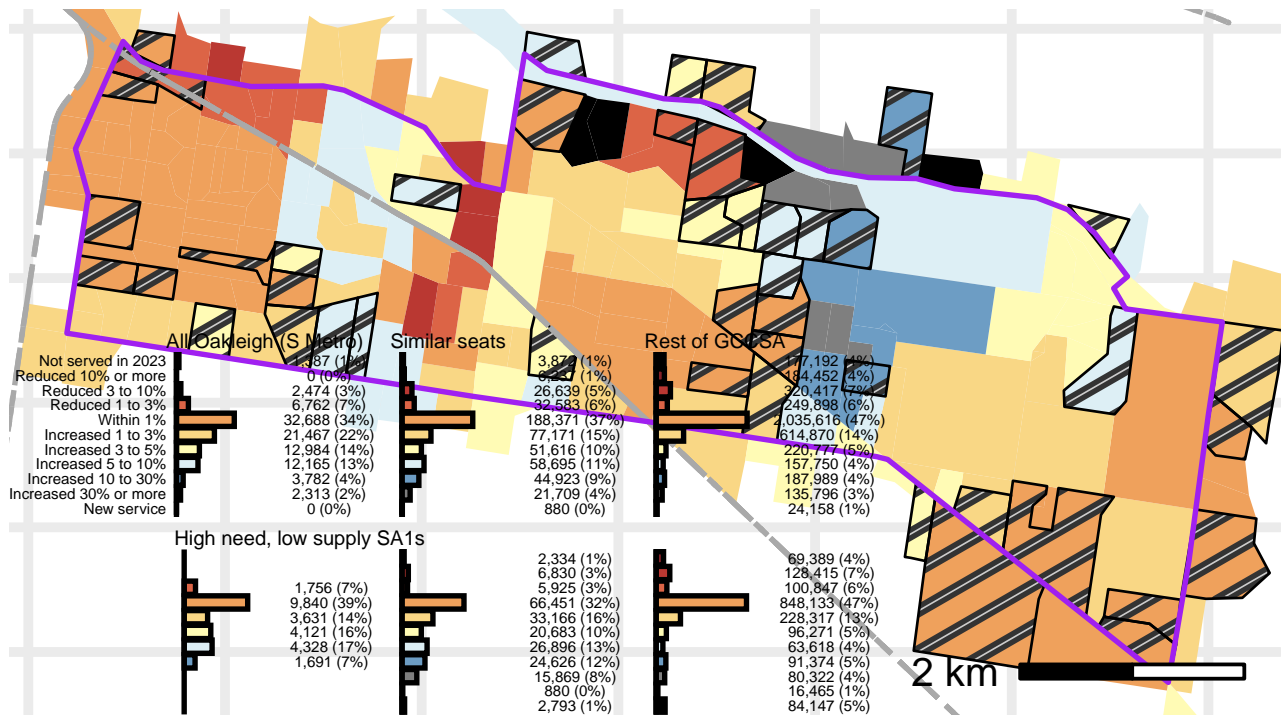 All Oakleigh (S Metro) Similar seats Rest of GCCSA
Not served in 2023 1,587 (1%) 3,879 (1%) 177,192 (4%)
Reduced 10% or more 0 (0%) 6,237 (1%) 184,452 (4%)
Reduced 3 to 10% 2,474 (3%) 26,639 (5%) 320,417 (7%)
Reduced 1 to 3% 6,762 (7%) 32,583 (6%) 249,898 (6%)
Within 1% 32,688 (34%) 188,371 (37%) 2,035,616 (47%)
Increased 1 to 3% 21,467 (22%) 77,171 (15%) 614,870 (14%)
Increased 3 to 5% 12,984 (14%) 51,616 (10%) 220,777 (5%)
Increased 5 to 10% 12,165 (13%) 58,695 (11%) 157,750 (4%)
Increased 10 to 30% 3,782 (4%) 44,923 (9%) 187,989 (4%)
Increased 30% or more 2,313 (2%) 21,709 (4%) 135,796 (3%)
New service 0 (0%) 880 (0%) 24,158 (1%)
High need, low supply SA1s
2,334 (1%) 69,389 (4%)
6,830 (3%) 128,415 (7%)
1,756 (7%) 5,925 (3%) 100,847 (6%)
9,840 (39%) 66,451 (32%) 848,133 (47%)
3,631 (14%) 33,166 (16%) 228,317 (13%)
4,121 (16%) 20,683 (10%) 96,271 (5%)
4,328 (17%) 26,896 (13%) 63,618 (4%)
1,691 (7%) 24,626 (12%) 91,374 (5%)
15,869 (8%) 80,322 (4%)
880 (0%) 16,465 (1%)
2,793 (1%) 84,147 (5%)
2 km